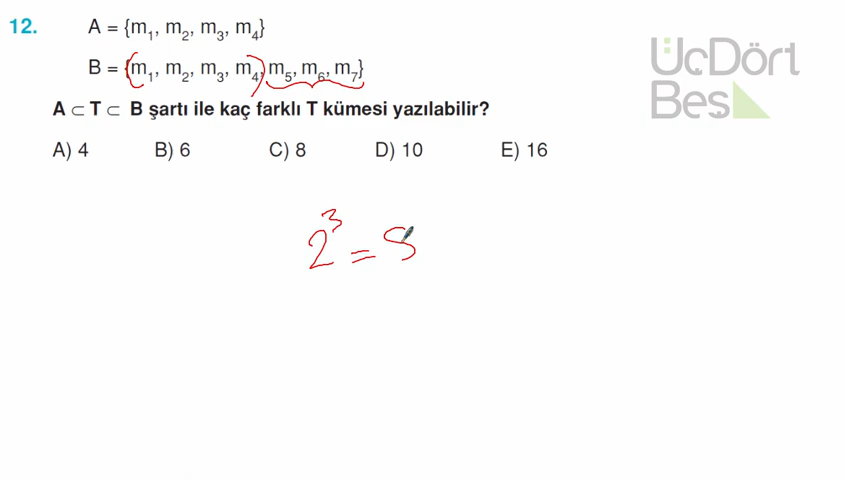 12. A = {m₁, m₂, m₃, m₄}
B = {m₁, m₂, m₃, m₄, m₅, m₆, m₇}
A ⊂ T ⊂ B şartı ile kaç farklı T kümesi yazılabilir?
A) 4 B) 6 C) 8 D) 10 E) 16
2³ = 8
ÜçDört
Beş